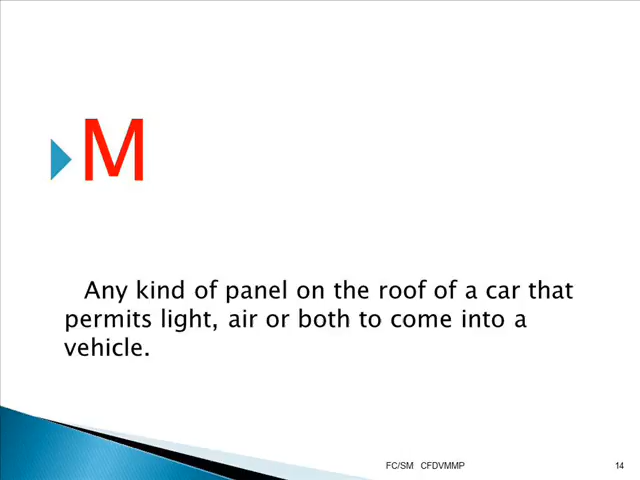 M
Any kind of panel on the roof of a car that
permits light, air or both to come into a
vehicle.
FC/SM CFDVMMP
14